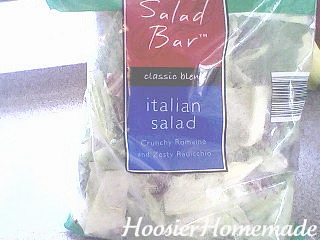 Salad
Bar™
classic blend
italian
salad
Crunchy Romaine
and Zesty Radicchio
HoosierHomemade